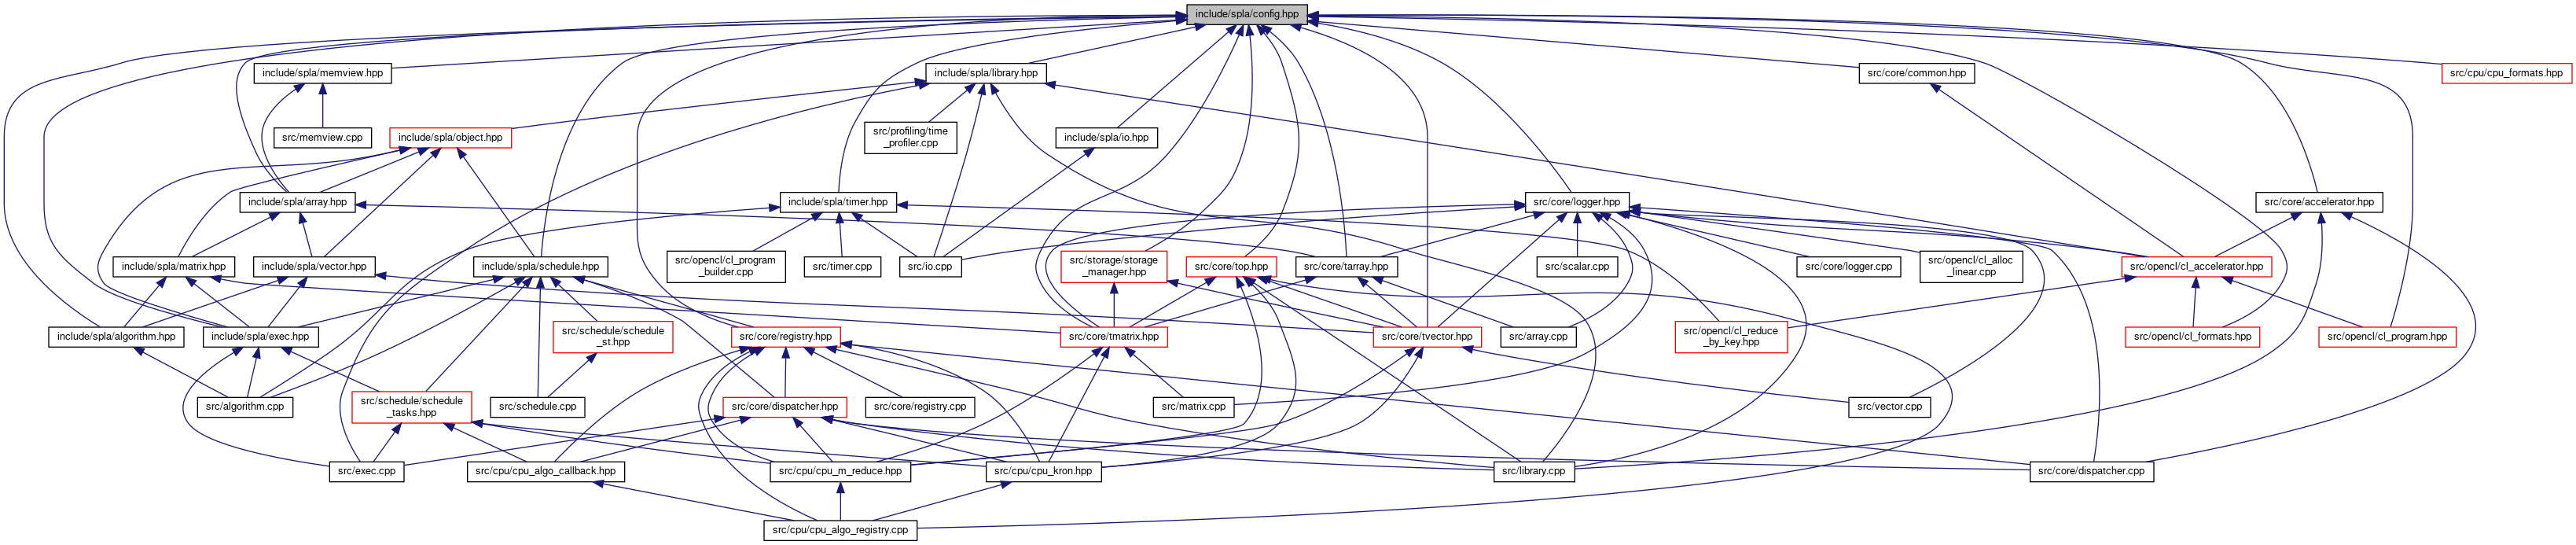 include/spla/config.hpp
include/spla/memview.hpp
include/spla/library.hpp
src/core/common.hpp
src/cpu/cpu_formats.hpp
src/memview.cpp
include/spla/object.hpp
src/profiling/time
_profiler.cpp
include/spla/io.hpp
include/spla/array.hpp
include/spla/timer.hpp
src/core/logger.hpp
src/core/accelerator.hpp
include/spla/matrix.hpp
include/spla/vector.hpp
include/spla/schedule.hpp
src/opencl/cl_program
_builder.cpp
src/timer.cpp
src/io.cpp
src/storage/storage
_manager.hpp
src/core/top.hpp
src/core/tarray.hpp
src/scalar.cpp
src/core/logger.cpp
src/opencl/cl_alloc
_linear.cpp
src/opencl/cl_accelerator.hpp
include/spla/algorithm.hpp
include/spla/exec.hpp
src/schedule/schedule
_st.hpp
src/core/registry.hpp
src/core/tmatrix.hpp
src/core/tvector.hpp
src/array.cpp
src/opencl/cl_reduce
_by_key.hpp
src/opencl/cl_formats.hpp
src/opencl/cl_program.hpp
src/algorithm.cpp
src/schedule/schedule
_tasks.hpp
src/schedule.cpp
src/core/dispatcher.hpp
src/core/registry.cpp
src/matrix.cpp
src/vector.cpp
src/exec.cpp
src/cpu/cpu_algo_callback.hpp
src/cpu/cpu_m_reduce.hpp
src/cpu/cpu_kron.hpp
src/library.cpp
src/core/dispatcher.cpp
src/cpu/cpu_algo_registry.cpp